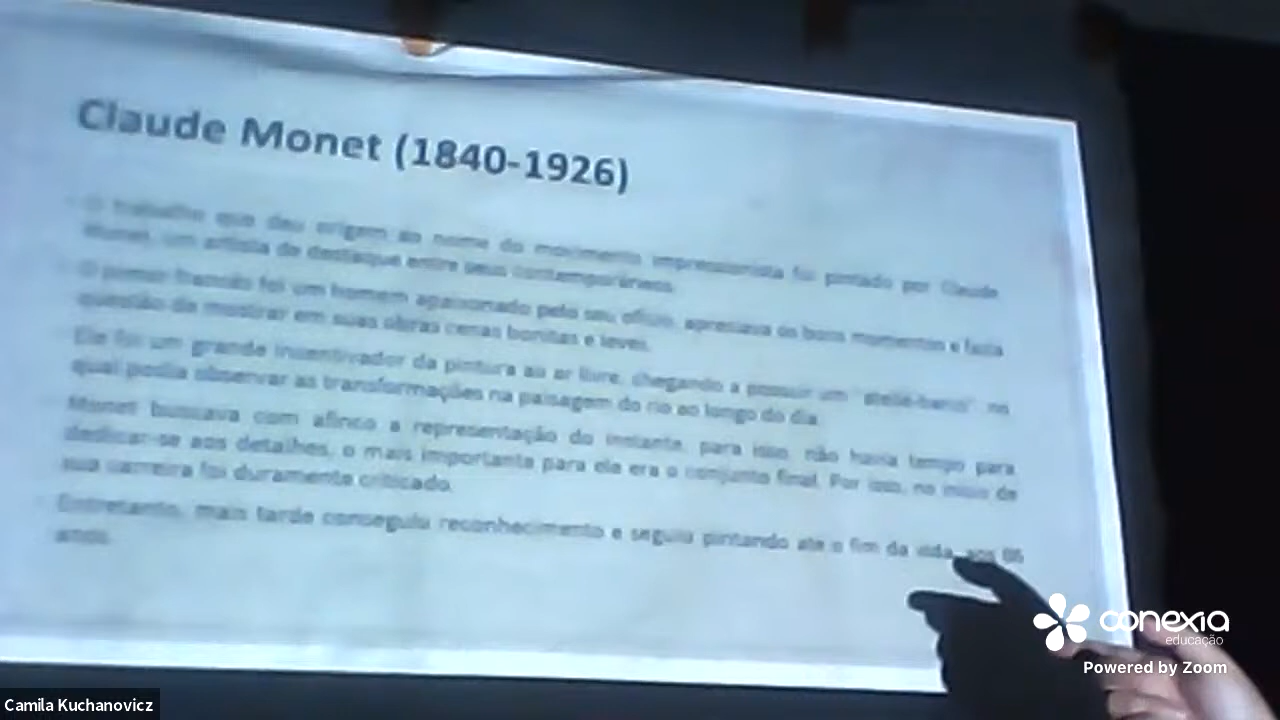 Claude Monet (1840-1926)
O trabalho que deu origem ao nome do movimento impressionista foi pintado por Claude
Monet, um artista de destaque entre seus contemporâneos.
O pintor francês foi um homem apaixonado pelo seu ofício, apreciava os bons momentos e fazia
questão de mostrar em suas obras cenas bonitas e leves.
Ele foi um grande incentivador da pintura ao ar livre, chegando a possuir um "ateliê-barco", no
qual podia observar as transformações na paisagem do rio ao longo do dia.
Monet buscava com afinco a representação do instante, para isso, não havia tempo para
dedicar-se aos detalhes, o mais importante para ele era o conjunto final. Por isso, no início de
sua carreira foi duramente criticado.
Entretanto, mais tarde conseguiu reconhecimento e seguiu pintando até o fim da vida, aos 86
anos.
conexia
educação
Powered by Zoom
Camila Kuchanovicz